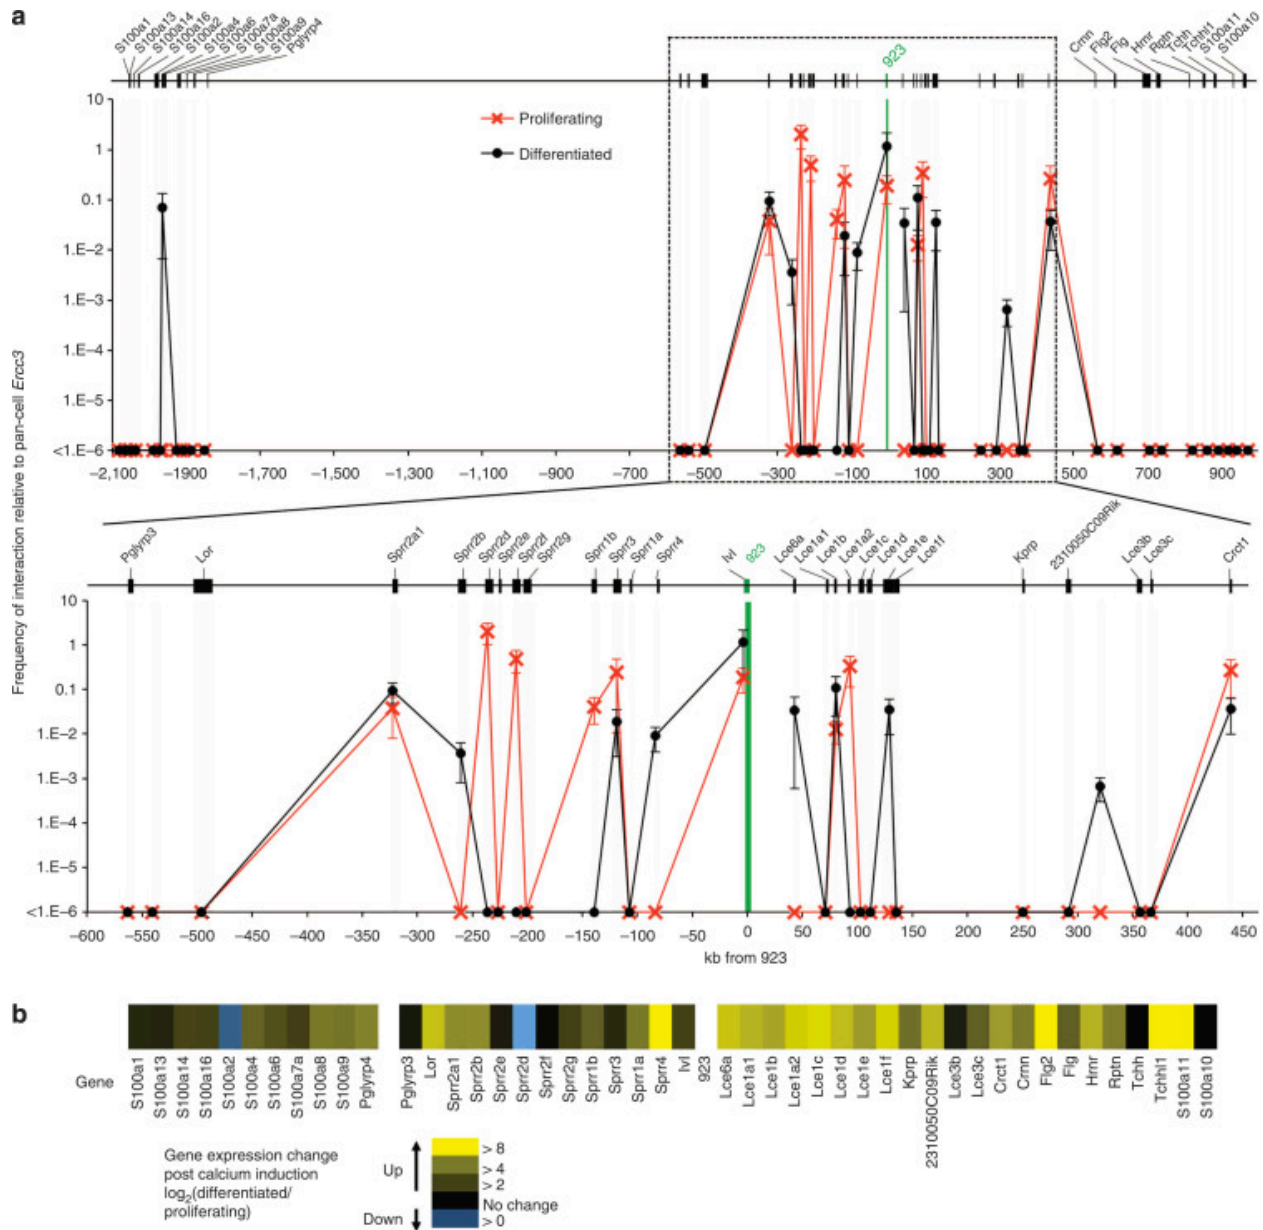 a
S100a1
S100a13
S100a14
S100a16
S100a2
S100a4
S100a6
S100a7a
S100a8
S100a9
Pglyrp4
923
Crnn
Flg2
Flg
Hrnr
Rptn
Tchh
Tchhl1
S100a11
S100a10
Proliferating
Differentiated
10
1
0.1
1.E−2
1.E−3
1.E−4
1.E−5
<1.E−6
−2,100 −1,900 −1,700 −1,500 −1,300 −1,100 −900 −700 −500 −300 −100 100 300 500 700 900
Frequency of interaction relative to pan-cell Ercc3
Pglyrp3
Lor
Sprr2a1
Sprr2b
Sprr2d
Sprr2e
Sprr2f
Sprr2g
Sprr1b
Sprr3
Sprr1a
Sprr4
Ivl
923
Lce6a
Lce1a1
Lce1b
Lce1a2
Lce1c
Lce1d
Lce1e
Lce1f
Kprp
2310050C09Rik
Lce3b
Lce3c
Crct1
10
1
0.1
1.E−2
1.E−3
1.E−4
1.E−5
<1.E−6
−600 −550 −500 −450 −400 −350 −300 −250 −200 −150 −100 −50 0 50 100 150 200 250 300 350 400 450
kb from 923
b
Gene
S100a1
S100a13
S100a14
S100a16
S100a2
S100a4
S100a6
S100a7a
S100a8
S100a9
Pglyrp4
Pglyrp3
Lor
Sprr2a1
Sprr2b
Sprr2e
Sprr2d
Sprr2f
Sprr2g
Sprr1b
Sprr3
Sprr1a
Sprr4
Ivl
923
Lce6a
Lce1a1
Lce1b
Lce1a2
Lce1c
Lce1d
Lce1e
Lce1f
Kprp
2310050C09Rik
Lce3b
Lce3c
Crct1
Crnn
Flg2
Flg
Hrnr
Rptn
Tchh
Tchhl1
S100a11
S100a10
Gene expression change
post calcium induction
log2(differentiated/
proliferating)
Up
Down
> 8
> 4
> 2
No change
> 0